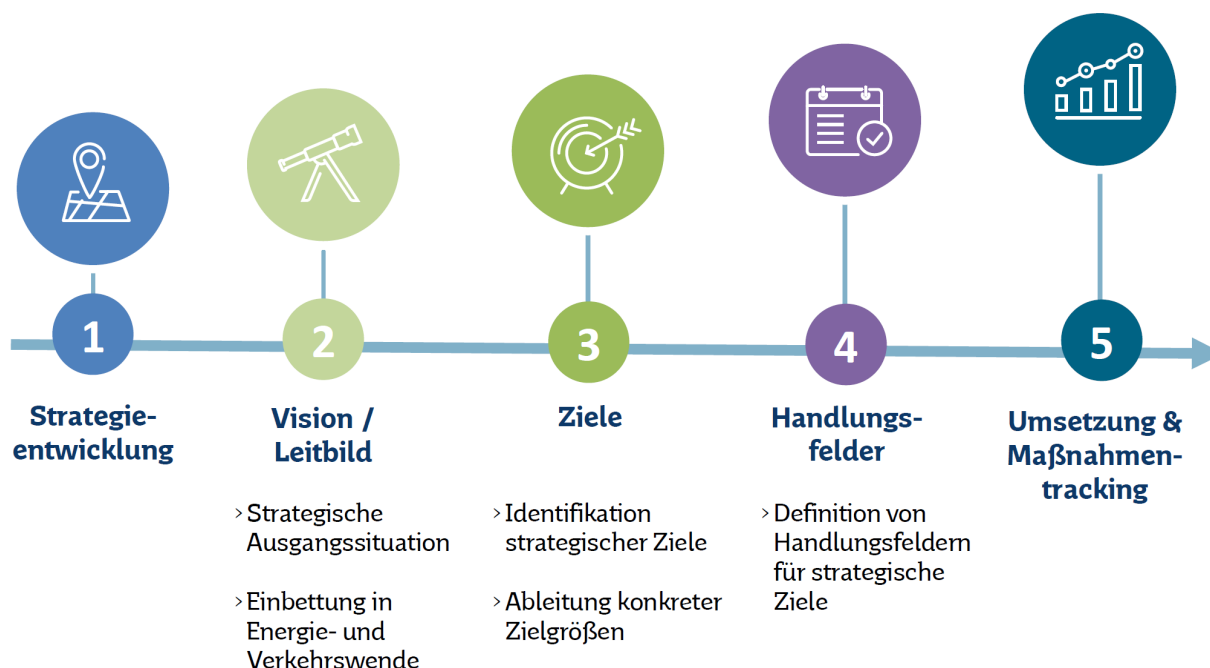 1
Strategie-
entwicklung
2
Vision /
Leitbild
› Strategische
Ausgangssituation
› Einbettung in
Energie- und
Verkehrswende
3
Ziele
› Identifikation
strategischer Ziele
› Ableitung konkreter
Zielgrößen
4
Handlungs-
felder
› Definition von
Handlungsfeldern
für strategische
Ziele
5
Umsetzung &
Maßnahmen-
tracking